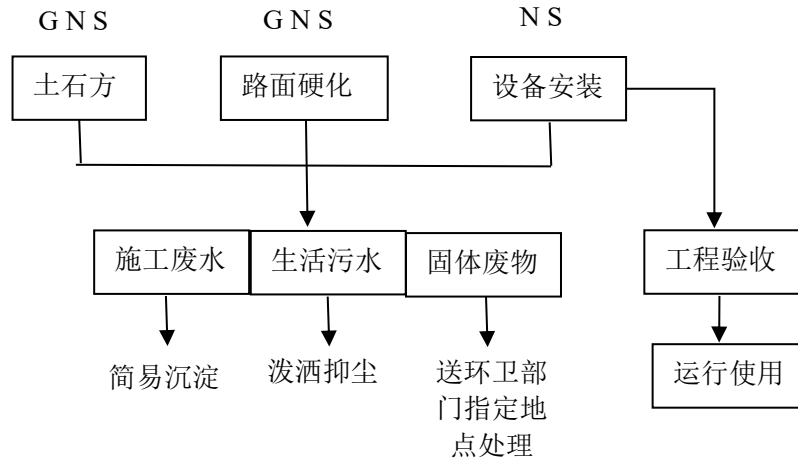 G N S
G N S
N S
土石方
路面硬化
设备安装
施工废水
生活污水
固体废物
工程验收
简易沉淀
泼洒抑尘
送环卫部
门指定地
点处理
运行使用